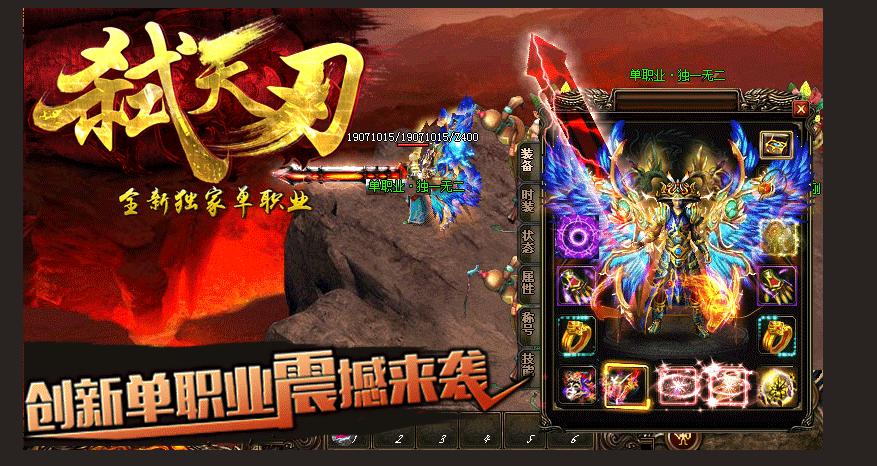 弑天刃
全新独家单职业
创新单职业震撼来袭
19071015/19071015/Z400
单职业·独一无二
单职业·独一无二
装备
时装
状态
属性
称号
技能
1 2 3 4 5 6